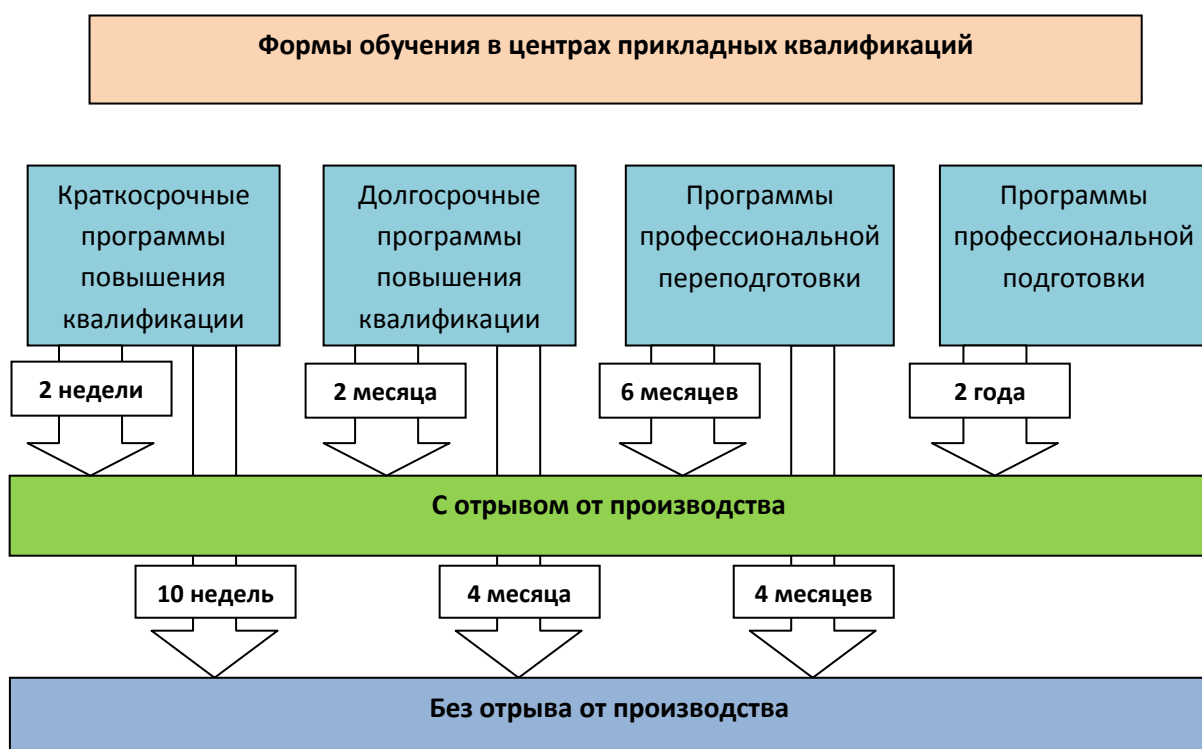 Формы обучения в центрах прикладных квалификаций
Краткосрочные
программы
повышения
квалификации
Долгосрочные
программы
повышения
квалификации
Программы
профессиональной
переподготовки
Программы
профессиональной
подготовки
2 недели
2 месяца
6 месяцев
2 года
С отрывом от производства
10 недель
4 месяца
4 месяцев
Без отрыва от производства